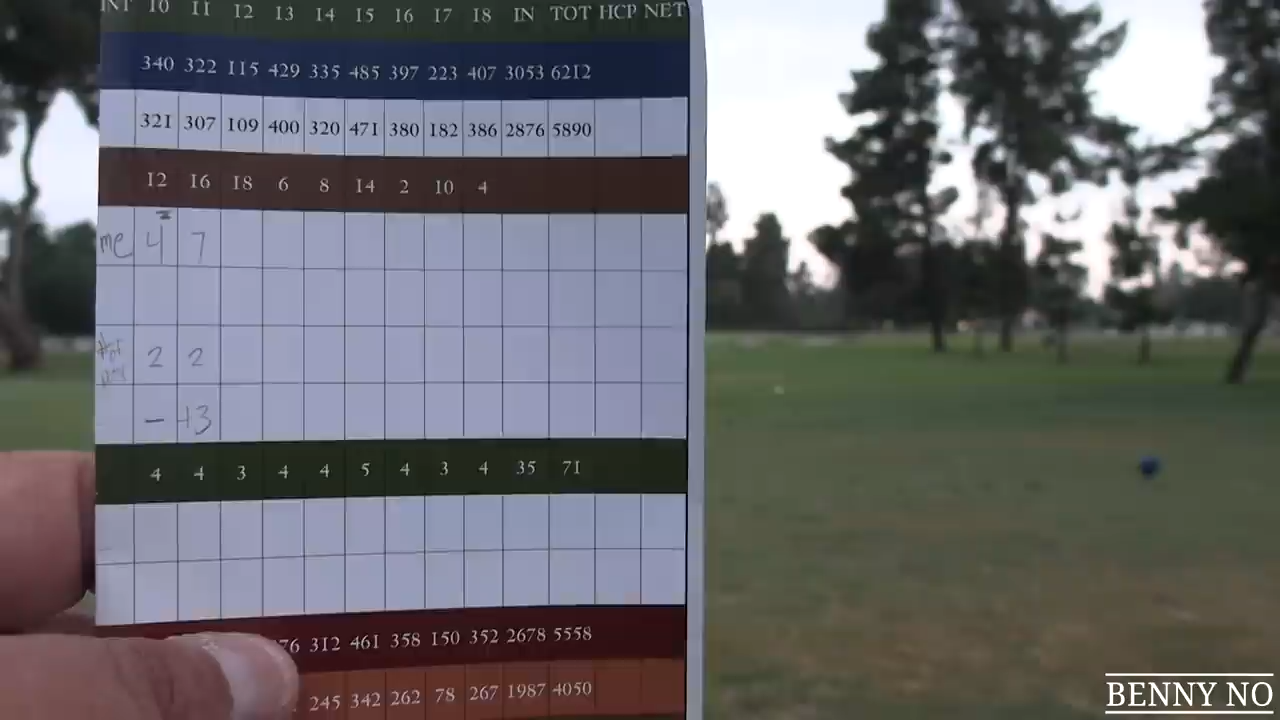 INT 10 11 12 13 14 15 16 17 18 IN TOT HCP NET
340 322 115 429 335 485 397 223 407 3053 6212
321 307 109 400 320 471 380 182 386 2876 5890
12 16 18 6 8 14 2 10 4
me 4 7
2 2
- +3
4 4 3 4 4 5 4 3 4 35 71
312 461 358 150 352 2678 5558
245 342 262 78 267 1987 4050
BENNY NO